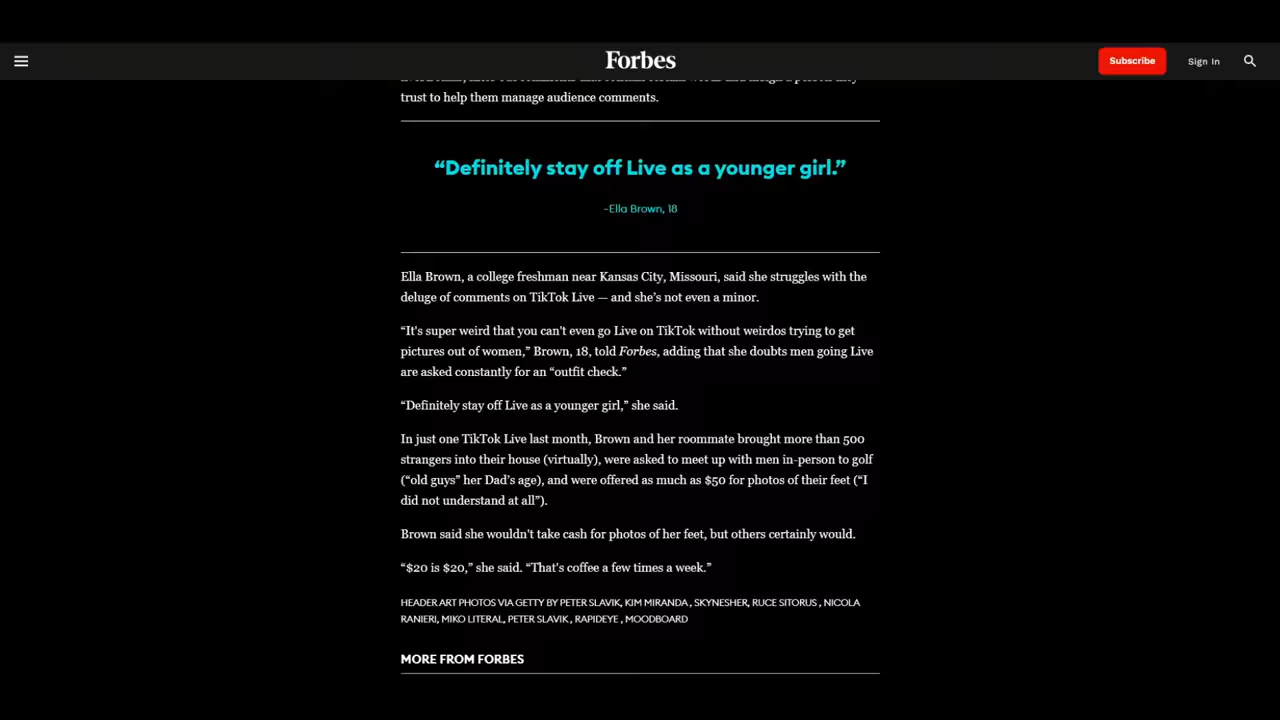 Forbes
Subscribe
Sign In
trust to help them manage audience comments.
“Definitely stay off Live as a younger girl.”
–Ella Brown, 18
Ella Brown, a college freshman near Kansas City, Missouri, said she struggles with the
deluge of comments on TikTok Live — and she’s not even a minor.
“It's super weird that you can't even go Live on TikTok without weirdos trying to get
pictures out of women,” Brown, 18, told Forbes, adding that she doubts men going Live
are asked constantly for an “outfit check.”
“Definitely stay off Live as a younger girl,” she said.
In just one TikTok Live last month, Brown and her roommate brought more than 500
strangers into their house (virtually), were asked to meet up with men in-person to golf
(“old guys” her Dad’s age), and were offered as much as $50 for photos of their feet (“I
did not understand at all”).
Brown said she wouldn't take cash for photos of her feet, but others certainly would.
“$20 is $20,” she said. “That's coffee a few times a week.”
HEADER ART PHOTOS VIA GETTY BY PETER SLAVIK, KIM MIRANDA , SKYNESHER, RUCE SITORUS , NICOLA
RANIERI, MIKO LITERAL, PETER SLAVIK , RAPIDEYE , MOODBOARD
MORE FROM FORBES